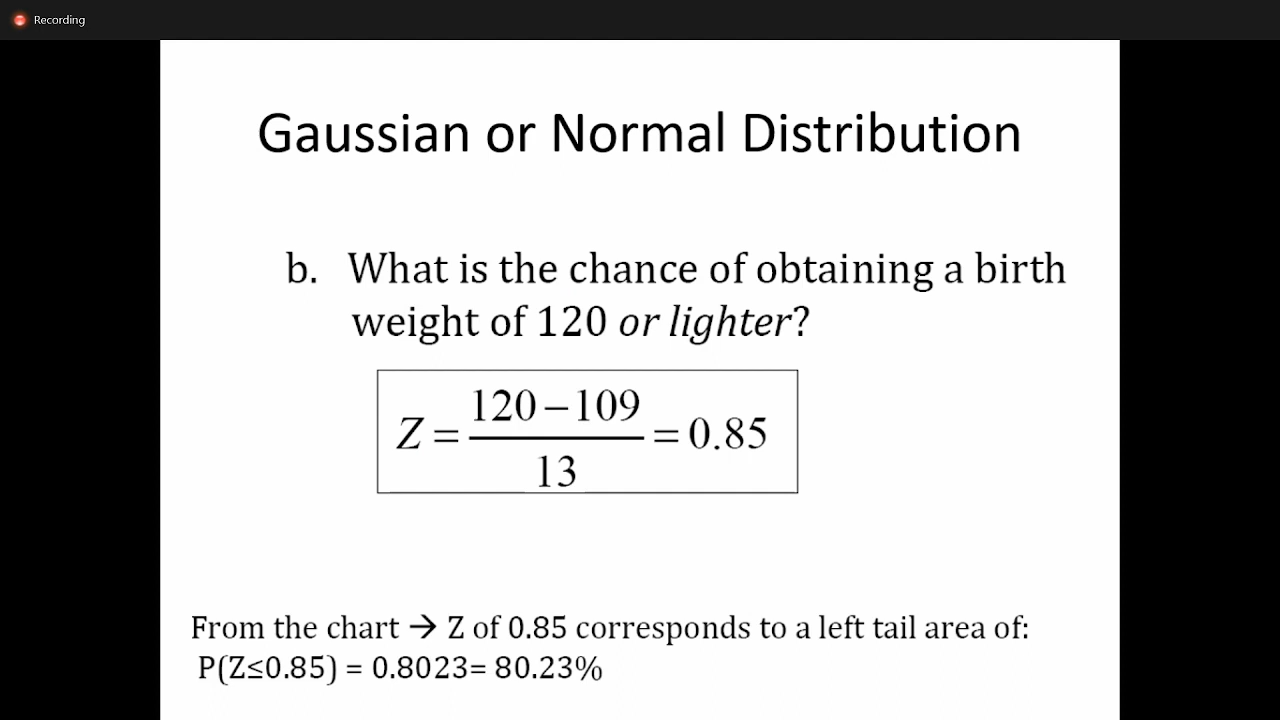 Recording
Gaussian or Normal Distribution
b. What is the chance of obtaining a birth
weight of 120 or lighter?
Z = \frac{120 – 109}{13} = 0.85
From the chart → Z of 0.85 corresponds to a left tail area of:
P(Z≤0.85) = 0.8023= 80.23%